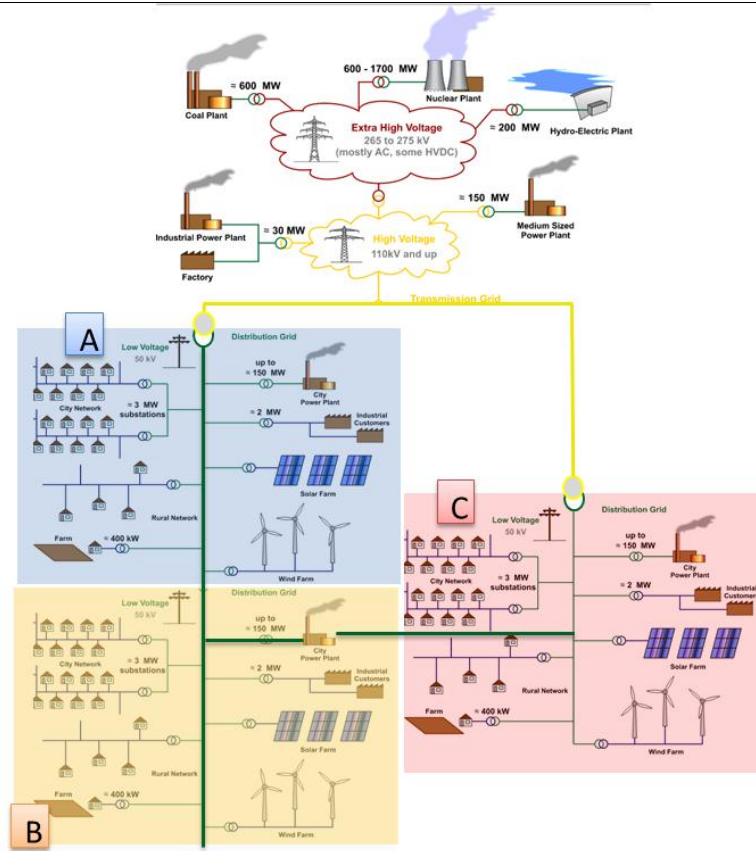 600 - 1700 MW
≈ 600 MW
Nuclear Plant
Coal Plant
Extra High Voltage
265 to 275 kV
(mostly AC, some HVDC)
≈ 200 MW
Hydro-Electric Plant
≈ 150 MW
≈ 30 MW
Industrial Power Plant
High Voltage
Medium Sized
Power Plant
110kV and up
Factory
Transmission Grid
A
Low Voltage
50 kV
Distribution Grid
up to
≈ 150 MW
City
Power Plant
City Network
≈ 3 MW
substations
≈ 2 MW
Industrial
Customers
Solar Farm
Rural Network
Farm
≈ 400 kW
Wind Farm
C
Low Voltage
50 kV
Distribution Grid
up to
≈ 150 MW
City
Power Plant
City Network
≈ 3 MW
substations
≈ 2 MW
Industrial
Customers
Solar Farm
Rural Network
Farm
≈ 400 kW
Wind Farm
Low Voltage
50 kV
Distribution Grid
up to
≈ 150 MW
City
Power Plant
City Network
≈ 3 MW
substations
≈ 2 MW
Industrial
Customers
Solar Farm
Rural Network
Farm
≈ 400 kW
Wind Farm
B